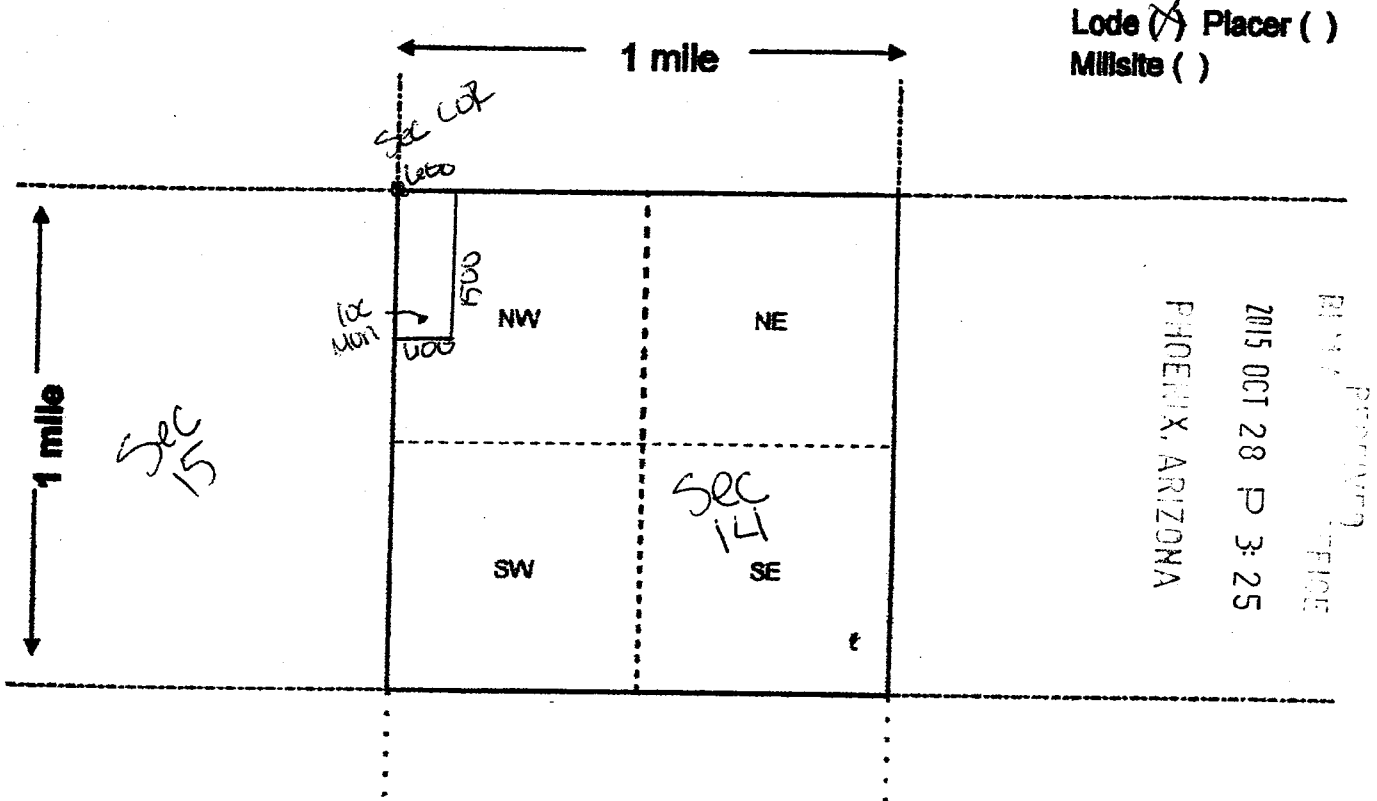 Lode (X) Placer ( )
Millsite ( )
1 mile
Sec COR
600
1 mile
1500
loc
Mon
600
NW
NE
Sec
15
Sec
14
SW
SE
2015 OCT 28 P 3:25
PHOENIX, ARIZONA